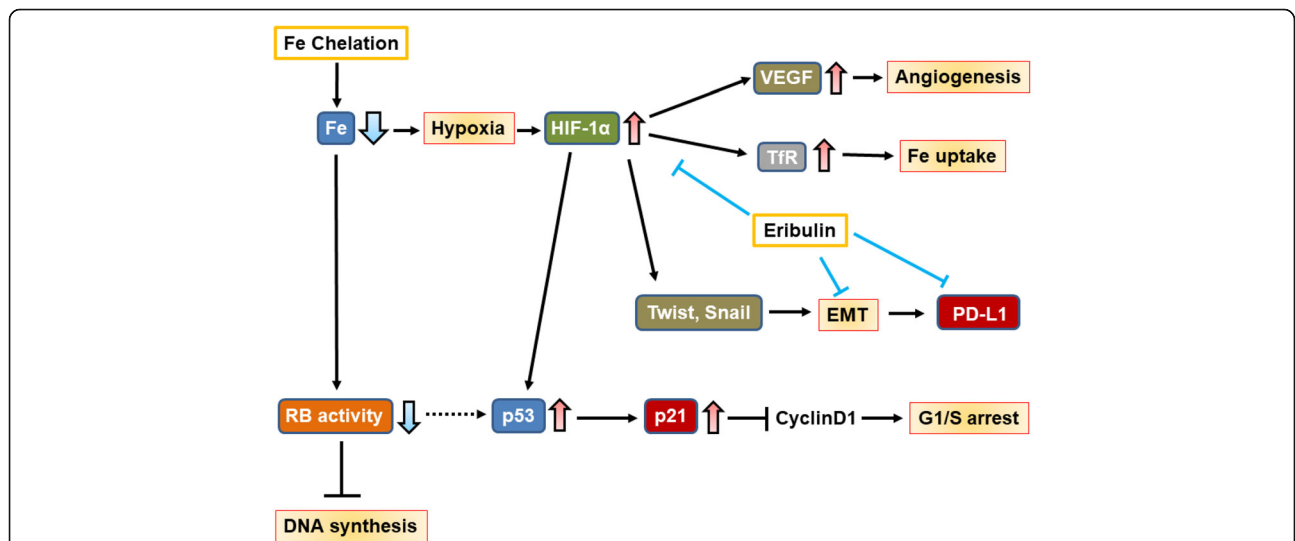 Fe Chelation
VEGF
Angiogenesis
Fe
Hypoxia
HIF-1α
TfR
Fe uptake
Eribulin
Twist, Snail
EMT
PD-L1
RB activity
p53
p21
CyclinD1
G1/S arrest
DNA synthesis